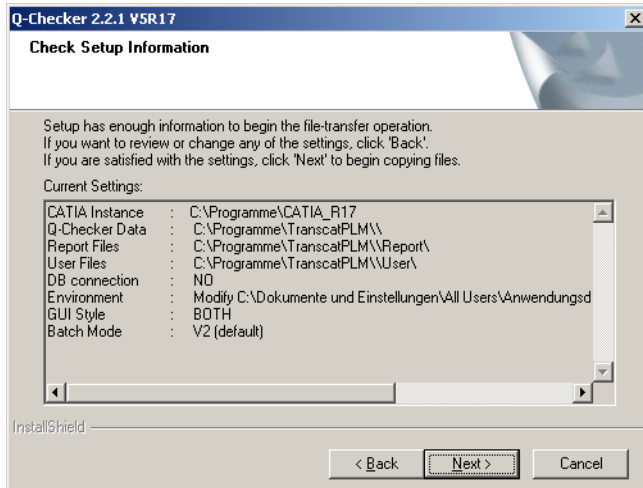 Q-Checker 2.2.1 V5R17
Check Setup Information
Setup has enough information to begin the file-transfer operation.
If you want to review or change any of the settings, click 'Back'.
If you are satisfied with the settings, click 'Next' to begin copying files.
Current Settings:
CATIA Instance : C:\Programme\CATIA_R17
Q-Checker Data : C:\Programme\TranscatPLM\\
Report Files : C:\Programme\TranscatPLM\\Report\
User Files : C:\Programme\TranscatPLM\\User\
DB connection : NO
Environment : Modify C:\Dokumente und Einstellungen\All Users\Anwendungsd
GUI Style : BOTH
Batch Mode : V2 (default)
InstallShield
< Back Next > Cancel